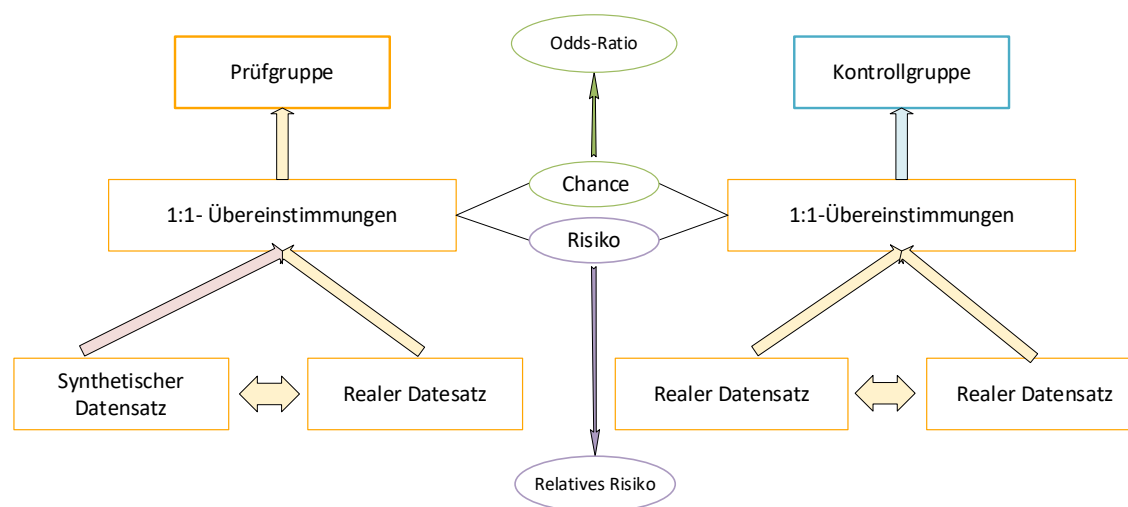 Odds-Ratio
Prüfgruppe
Kontrollgruppe
Chance
1:1- Übereinstimmungen
1:1-Übereinstimmungen
Risiko
Synthetischer
Datensatz
Realer Datesatz
Realer Datensatz
Realer Datensatz
Relatives Risiko